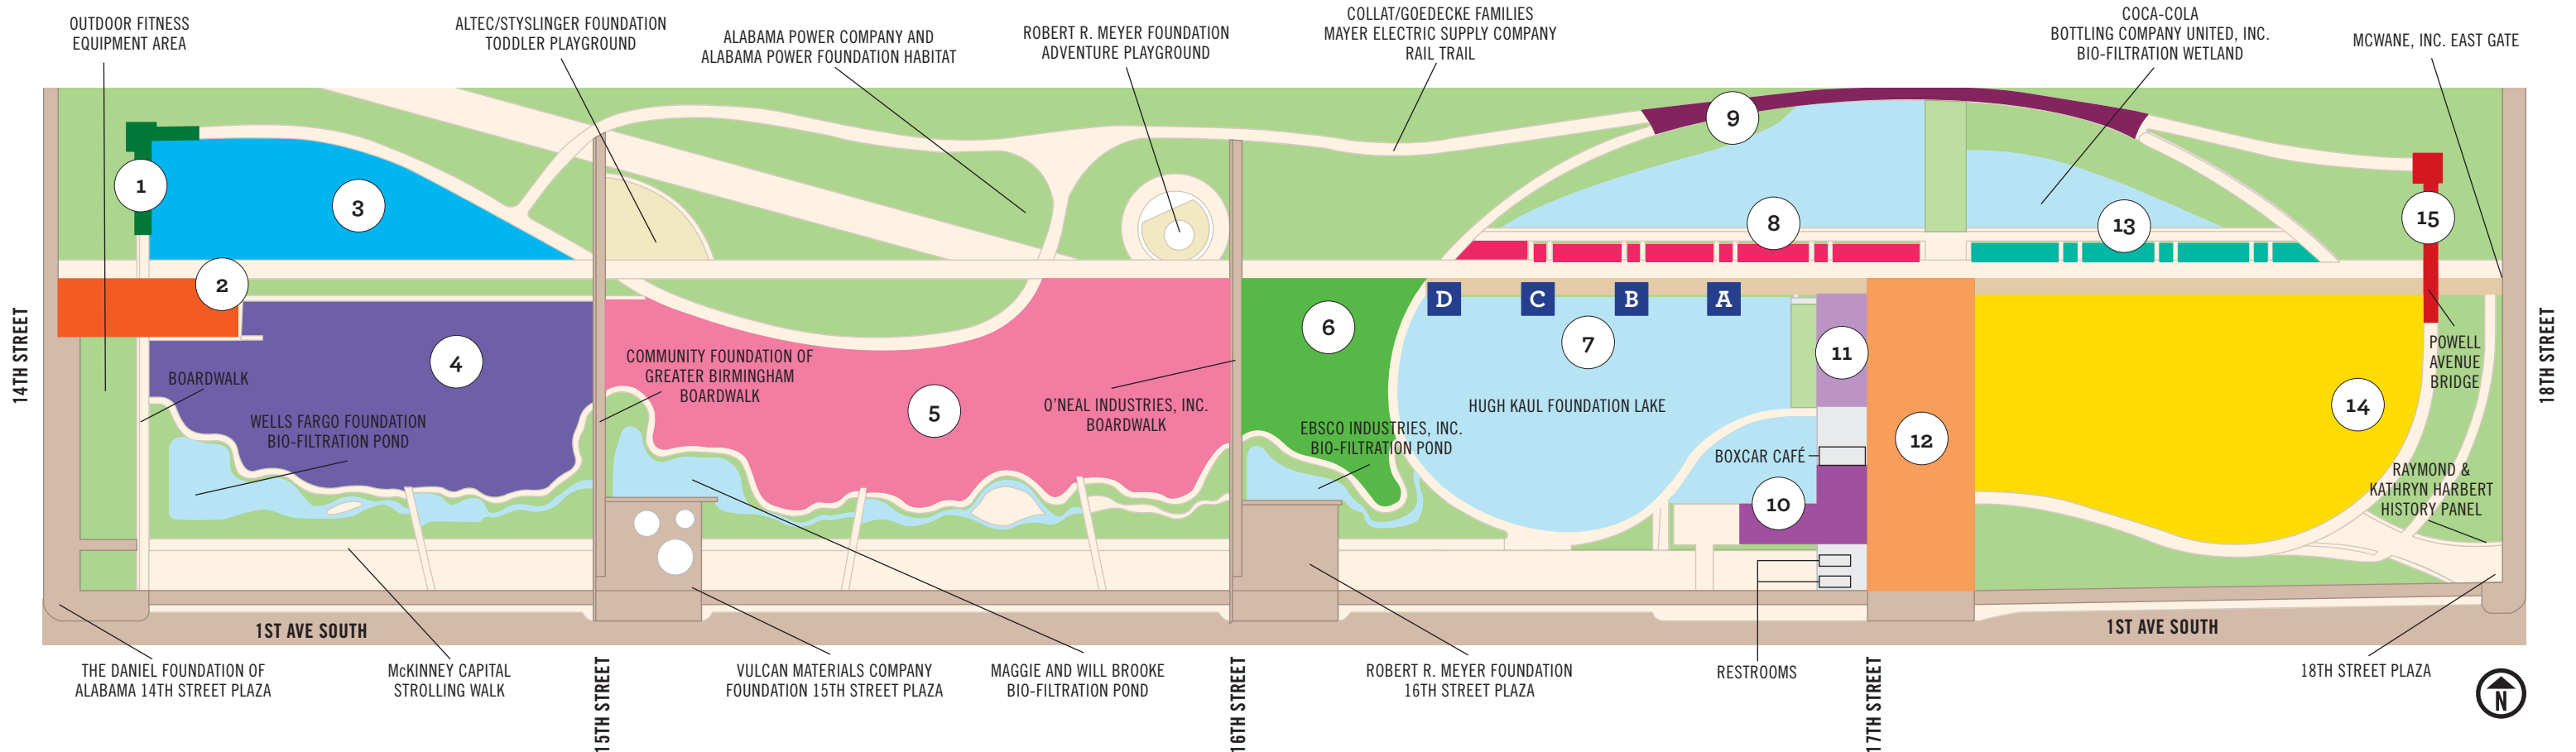 OUTDOOR FITNESS
EQUIPMENT AREA
ALTEC/STYSLINGER FOUNDATION
TODDLER PLAYGROUND
ALABAMA POWER COMPANY AND
ALABAMA POWER FOUNDATION HABITAT
ROBERT R. MEYER FOUNDATION
ADVENTURE PLAYGROUND
COLLAT/GOEDECKE FAMILIES
MAYER ELECTRIC SUPPLY COMPANY
RAIL TRAIL
COCA-COLA
BOTTLING COMPANY UNITED, INC.
BIO-FILTRATION WETLAND
MCWANE, INC. EAST GATE
1
2
3
4
5
6
7
8
9
10
11
12
13
14
15
D
C
B
A
14TH STREET
BOARDWALK
WELLS FARGO FOUNDATION
BIO-FILTRATION POND
COMMUNITY FOUNDATION OF
GREATER BIRMINGHAM
BOARDWALK
O'NEAL INDUSTRIES, INC.
BOARDWALK
EBSCO INDUSTRIES, INC.
BIO-FILTRATION POND
HUGH KAUL FOUNDATION LAKE
BOXCAR CAFÉ
POWELL
AVENUE
BRIDGE
RAYMOND &
KATHRYN HARBERT
HISTORY PANEL
18TH STREET
1ST AVE SOUTH
1ST AVE SOUTH
THE DANIEL FOUNDATION OF
ALABAMA 14TH STREET PLAZA
McKINNEY CAPITAL
STROLLING WALK
15TH STREET
VULCAN MATERIALS COMPANY
FOUNDATION 15TH STREET PLAZA
MAGGIE AND WILL BROOKE
BIO-FILTRATION POND
16TH STREET
ROBERT R. MEYER FOUNDATION
16TH STREET PLAZA
RESTROOMS
17TH STREET
18TH STREET PLAZA
N